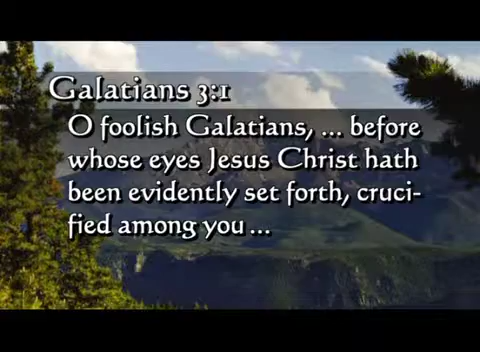 Galatians 3:1
O foolish Galatians, ... before
whose eyes Jesus Christ hath
been evidently set forth, cruci-
fied among you ...